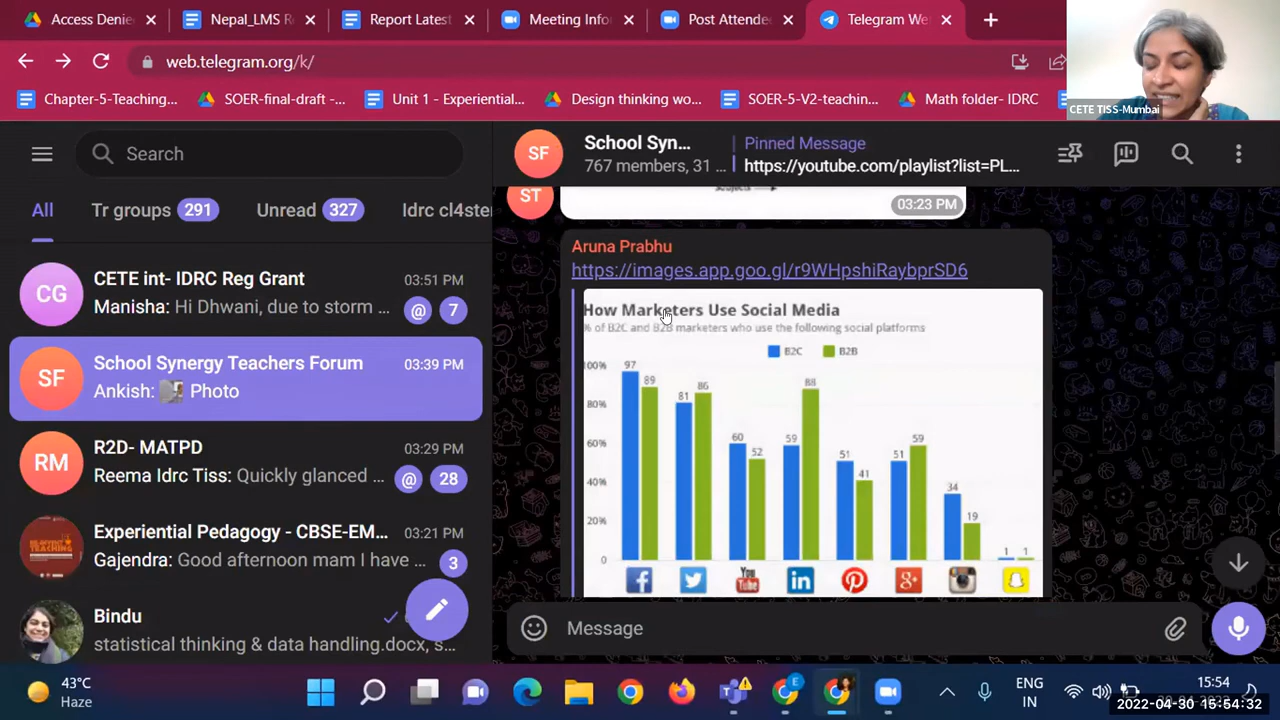 Access Denied
Nepal_LMS R
Report Latest
Meeting Info
Post Attende
Telegram We
web.telegram.org/k/
CETE TISS-Mumbai
Chapter-5-Teaching...
SOER-final-draft -...
Unit 1 - Experiential...
Design thinking wo...
SOER-5-V2-teachin...
Math folder- IDRC
Search
SF
School Syn...
767 members, 31 ...
Pinned Message
https://youtube.com/playlist?list=PL...
All
Tr groups 291
Unread 327
Idrc cl4ster
CG
CETE int- IDRC Reg Grant
03:51 PM
Manisha: Hi Dhwani, due to storm ...
@ 7
SF
School Synergy Teachers Forum
03:39 PM
Ankish: Photo
RM
R2D- MATPD
03:29 PM
Reema Idrc Tiss: Quickly glanced ...
@ 28
Experiential Pedagogy - CBSE-EM...
03:21 PM
Gajendra: Good afternoon mam I have ...
3
Bindu
statistical thinking & data handling.docx, s...
ST
03:23 PM
Aruna Prabhu
https://images.app.goo.gl/r9WHpshiRaybprSD6
How Marketers Use Social Media
% of B2C and B2B marketers who use the following social platforms
B2C B2B
100%
80%
60%
40%
20%
0
97 89 81 86 60 52 59 88 51 41 51 59 34 19 1 1
You
Tube
in
g+
Message
43°C
Haze
ENG
IN
15:54
2022-04-30 15:54:32